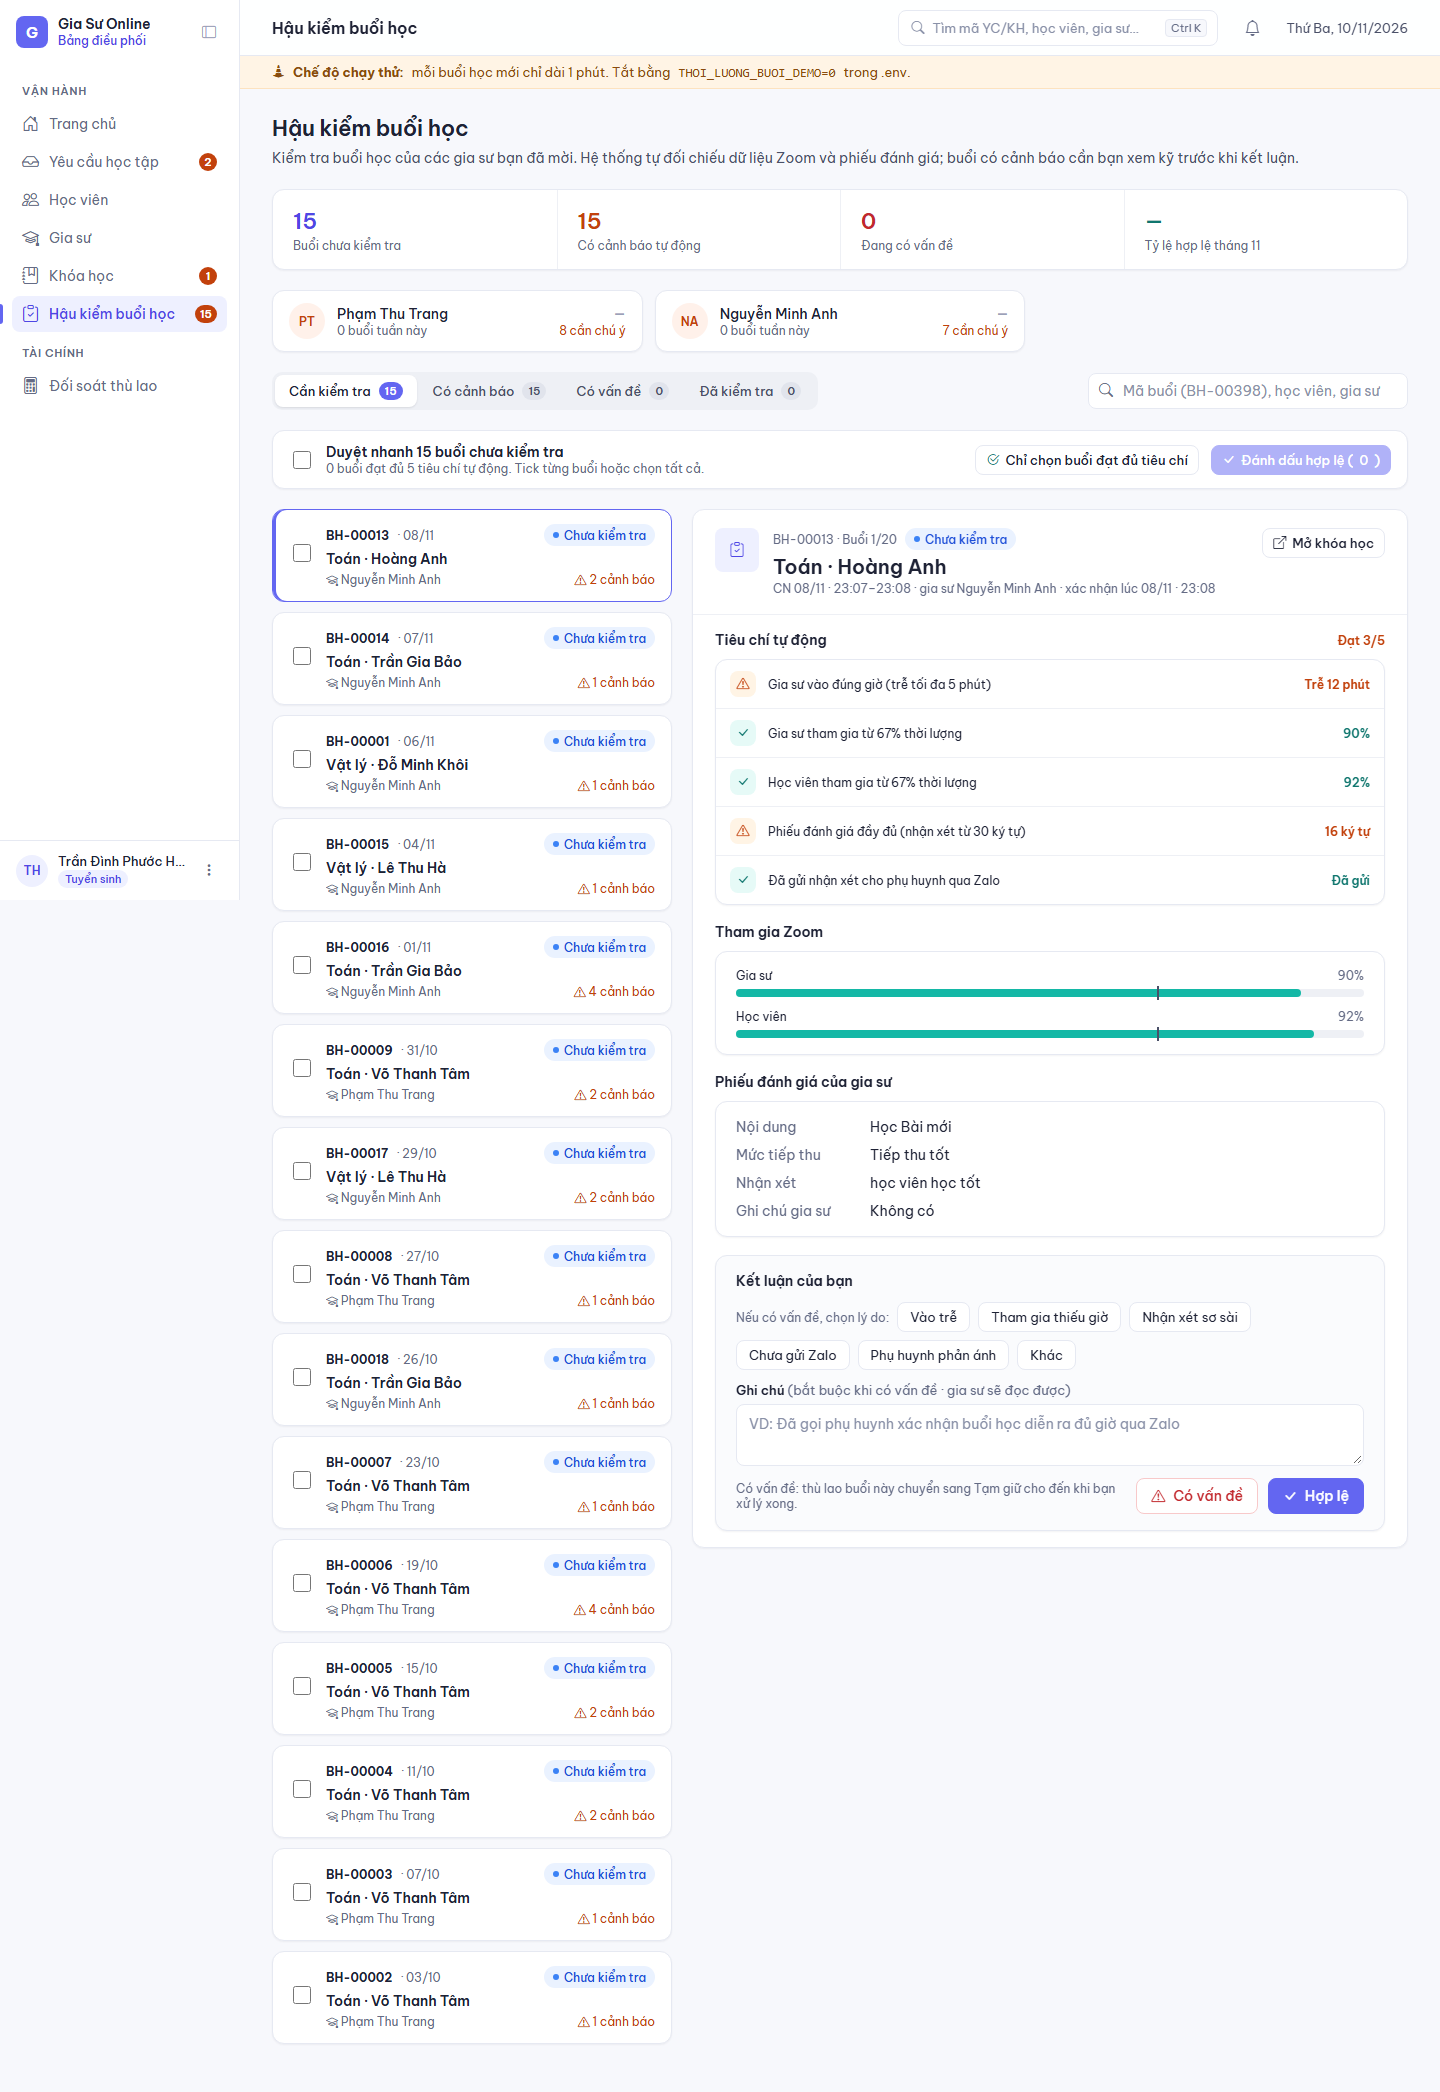 G
Gia Sư Online
Bảng điều phối
VẬN HÀNH
Trang chủ
Yêu cầu học tập 2
Học viên
Gia sư
Khóa học 1
Hậu kiểm buổi học 15
TÀI CHÍNH
Đối soát thù lao
TH
Trần Đình Phước H...
Tuyển sinh
Hậu kiểm buổi học
Tìm mã YC/KH, học viên, gia sư... Ctrl K
Thứ Ba, 10/11/2026
Chế độ chạy thử: mỗi buổi học mới chỉ dài 1 phút. Tắt bằng THOI_LUONG_BUOI_DEMO=0 trong .env.
Hậu kiểm buổi học
Kiểm tra buổi học của các gia sư bạn đã mời. Hệ thống tự đối chiếu dữ liệu Zoom và phiếu đánh giá; buổi có cảnh báo cần bạn xem kỹ trước khi kết luận.
15
Buổi chưa kiểm tra
15
Có cảnh báo tự động
0
Đang có vấn đề
—
Tỷ lệ hợp lệ tháng 11
PT
Phạm Thu Trang —
0 buổi tuần này 8 cần chú ý
NA
Nguyễn Minh Anh —
0 buổi tuần này 7 cần chú ý
Cần kiểm tra 15 Có cảnh báo 15 Có vấn đề 0 Đã kiểm tra 0
Mã buổi (BH-00398), học viên, gia sư
Duyệt nhanh 15 buổi chưa kiểm tra
0 buổi đạt đủ 5 tiêu chí tự động. Tick từng buổi hoặc chọn tất cả.
Chỉ chọn buổi đạt đủ tiêu chí
Đánh dấu hợp lệ ( 0 )
BH-00013 · 08/11 Chưa kiểm tra
Toán · Hoàng Anh
Nguyễn Minh Anh 2 cảnh báo
BH-00014 · 07/11 Chưa kiểm tra
Toán · Trần Gia Bảo
Nguyễn Minh Anh 1 cảnh báo
BH-00001 · 06/11 Chưa kiểm tra
Vật lý · Đỗ Minh Khôi
Nguyễn Minh Anh 1 cảnh báo
BH-00015 · 04/11 Chưa kiểm tra
Vật lý · Lê Thu Hà
Nguyễn Minh Anh 1 cảnh báo
BH-00016 · 01/11 Chưa kiểm tra
Toán · Trần Gia Bảo
Nguyễn Minh Anh 4 cảnh báo
BH-00009 · 31/10 Chưa kiểm tra
Toán · Võ Thanh Tâm
Phạm Thu Trang 2 cảnh báo
BH-00017 · 29/10 Chưa kiểm tra
Vật lý · Lê Thu Hà
Nguyễn Minh Anh 2 cảnh báo
BH-00008 · 27/10 Chưa kiểm tra
Toán · Võ Thanh Tâm
Phạm Thu Trang 1 cảnh báo
BH-00018 · 26/10 Chưa kiểm tra
Toán · Trần Gia Bảo
Nguyễn Minh Anh 1 cảnh báo
BH-00007 · 23/10 Chưa kiểm tra
Toán · Võ Thanh Tâm
Phạm Thu Trang 1 cảnh báo
BH-00006 · 19/10 Chưa kiểm tra
Toán · Võ Thanh Tâm
Phạm Thu Trang 4 cảnh báo
BH-00005 · 15/10 Chưa kiểm tra
Toán · Võ Thanh Tâm
Phạm Thu Trang 2 cảnh báo
BH-00004 · 11/10 Chưa kiểm tra
Toán · Võ Thanh Tâm
Phạm Thu Trang 2 cảnh báo
BH-00003 · 07/10 Chưa kiểm tra
Toán · Võ Thanh Tâm
Phạm Thu Trang 1 cảnh báo
BH-00002 · 03/10 Chưa kiểm tra
Toán · Võ Thanh Tâm
Phạm Thu Trang 1 cảnh báo
BH-00013 · Buổi 1/20 Chưa kiểm tra
Mở khóa học
Toán · Hoàng Anh
CN 08/11 · 23:07–23:08 · gia sư Nguyễn Minh Anh · xác nhận lúc 08/11 · 23:08
Tiêu chí tự động Đạt 3/5
Gia sư vào đúng giờ (trễ tối đa 5 phút) Trễ 12 phút
Gia sư tham gia từ 67% thời lượng 90%
Học viên tham gia từ 67% thời lượng 92%
Phiếu đánh giá đầy đủ (nhận xét từ 30 ký tự) 16 ký tự
Đã gửi nhận xét cho phụ huynh qua Zalo Đã gửi
Tham gia Zoom
Gia sư 90%
Học viên 92%
Phiếu đánh giá của gia sư
Nội dung Học Bài mới
Mức tiếp thu Tiếp thu tốt
Nhận xét học viên học tốt
Ghi chú gia sư Không có
Kết luận của bạn
Nếu có vấn đề, chọn lý do: Vào trễ Tham gia thiếu giờ Nhận xét sơ sài
Chưa gửi Zalo Phụ huynh phản ánh Khác
Ghi chú (bắt buộc khi có vấn đề · gia sư sẽ đọc được)
VD: Đã gọi phụ huynh xác nhận buổi học diễn ra đủ giờ qua Zalo
Có vấn đề: thù lao buổi này chuyển sang Tạm giữ cho đến khi bạn
xử lý xong.
Có vấn đề
Hợp lệ